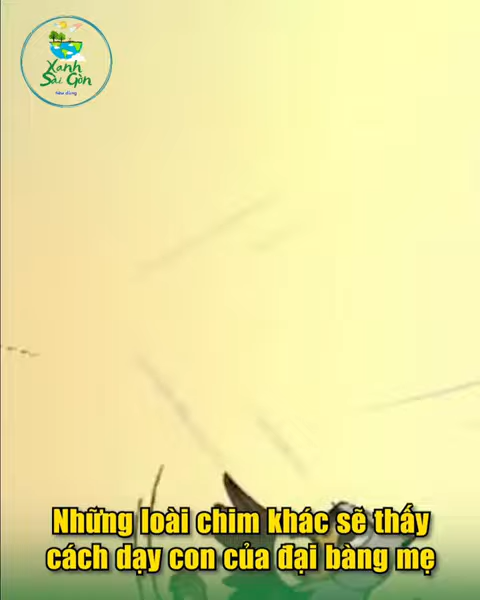 Xanh
Sài Gòn
Những loài chim khác sẽ thấy
cách dạy con của đại bàng mẹ